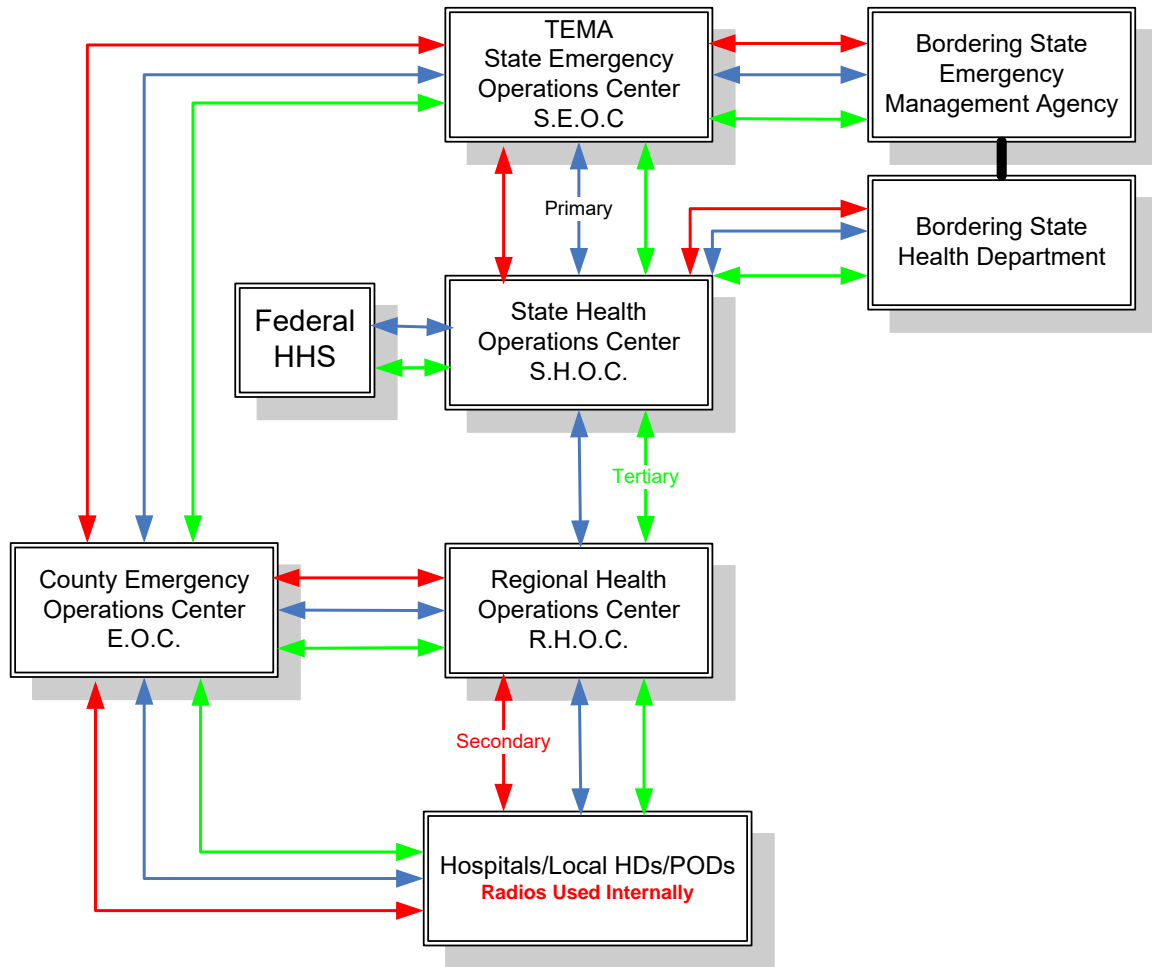 TEMA
State Emergency
Operations Center
S.E.O.C
Bordering State
Emergency
Management Agency
Primary
Bordering State
Health Department
Federal
HHS
State Health
Operations Center
S.H.O.C.
Tertiary
County Emergency
Operations Center
E.O.C.
Regional Health
Operations Center
R.H.O.C.
Secondary
Hospitals/Local HDs/PODs
Radios Used Internally